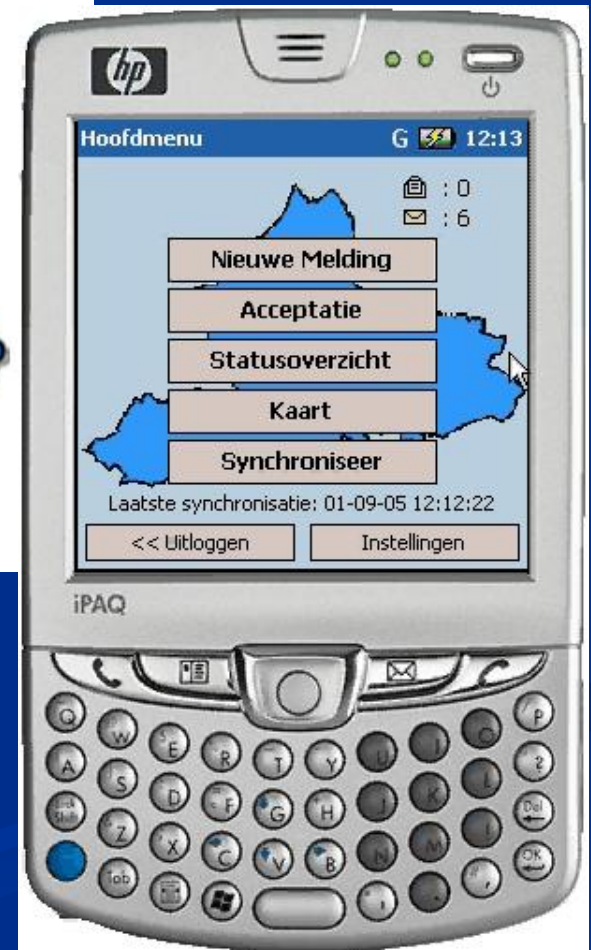 hp
Hoofdmenu G 12:13
: 0
: 6
Nieuwe Melding
Acceptatie
Statusoverzicht
Kaart
Synchroniseer
Laatste synchronisatie: 01-09-05 12:12:22
<< Uitloggen Instellingen
iPAQ
Q W E R T Y U I O P
A S D F G H J K L ?
Z X C V B N M Del
Tab , . , OK